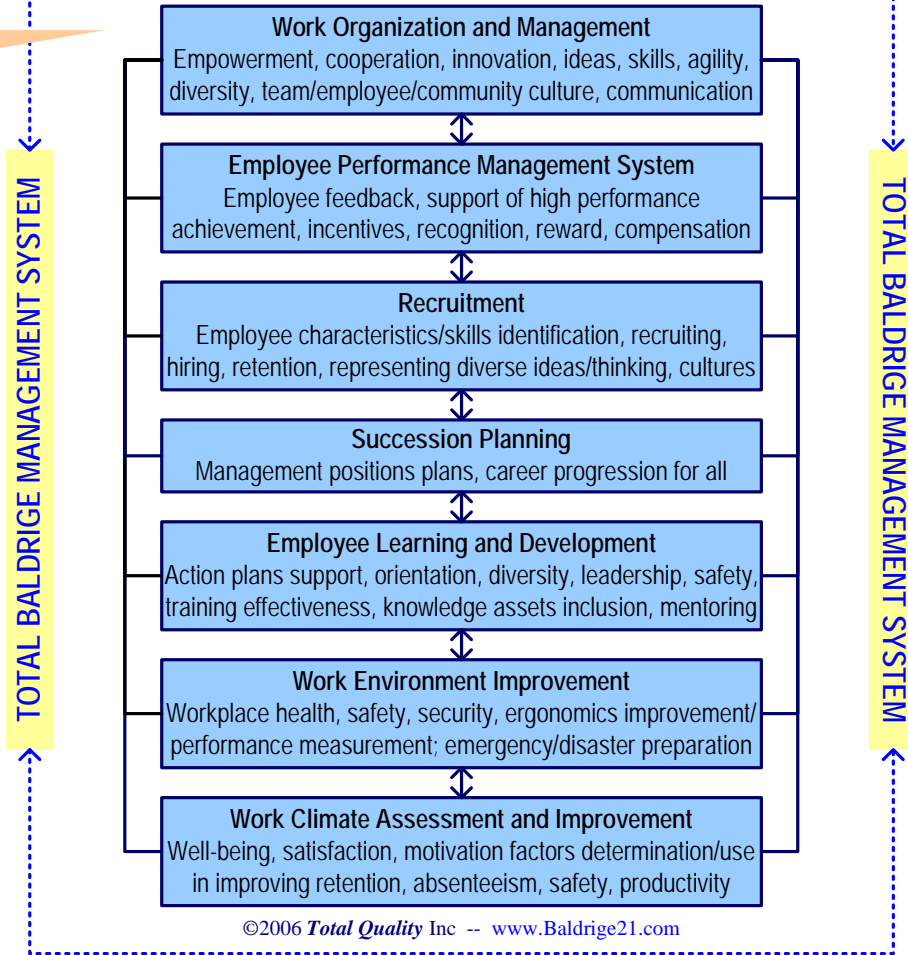 Work Organization and Management
Empowerment, cooperation, innovation, ideas, skills, agility,
diversity, team/employee/community culture, communication
Employee Performance Management System
Employee feedback, support of high performance
achievement, incentives, recognition, reward, compensation
Recruitment
Employee characteristics/skills identification, recruiting,
hiring, retention, representing diverse ideas/thinking, cultures
Succession Planning
Management positions plans, career progression for all
Employee Learning and Development
Action plans support, orientation, diversity, leadership, safety,
training effectiveness, knowledge assets inclusion, mentoring
Work Environment Improvement
Workplace health, safety, security, ergonomics improvement/
performance measurement; emergency/disaster preparation
Work Climate Assessment and Improvement
Well-being, satisfaction, motivation factors determination/use
in improving retention, absenteeism, safety, productivity
TOTAL BALDRIGE MANAGEMENT SYSTEM
TOTAL BALDRIGE MANAGEMENT SYSTEM
©2006 Total Quality Inc -- www.Baldrige21.com